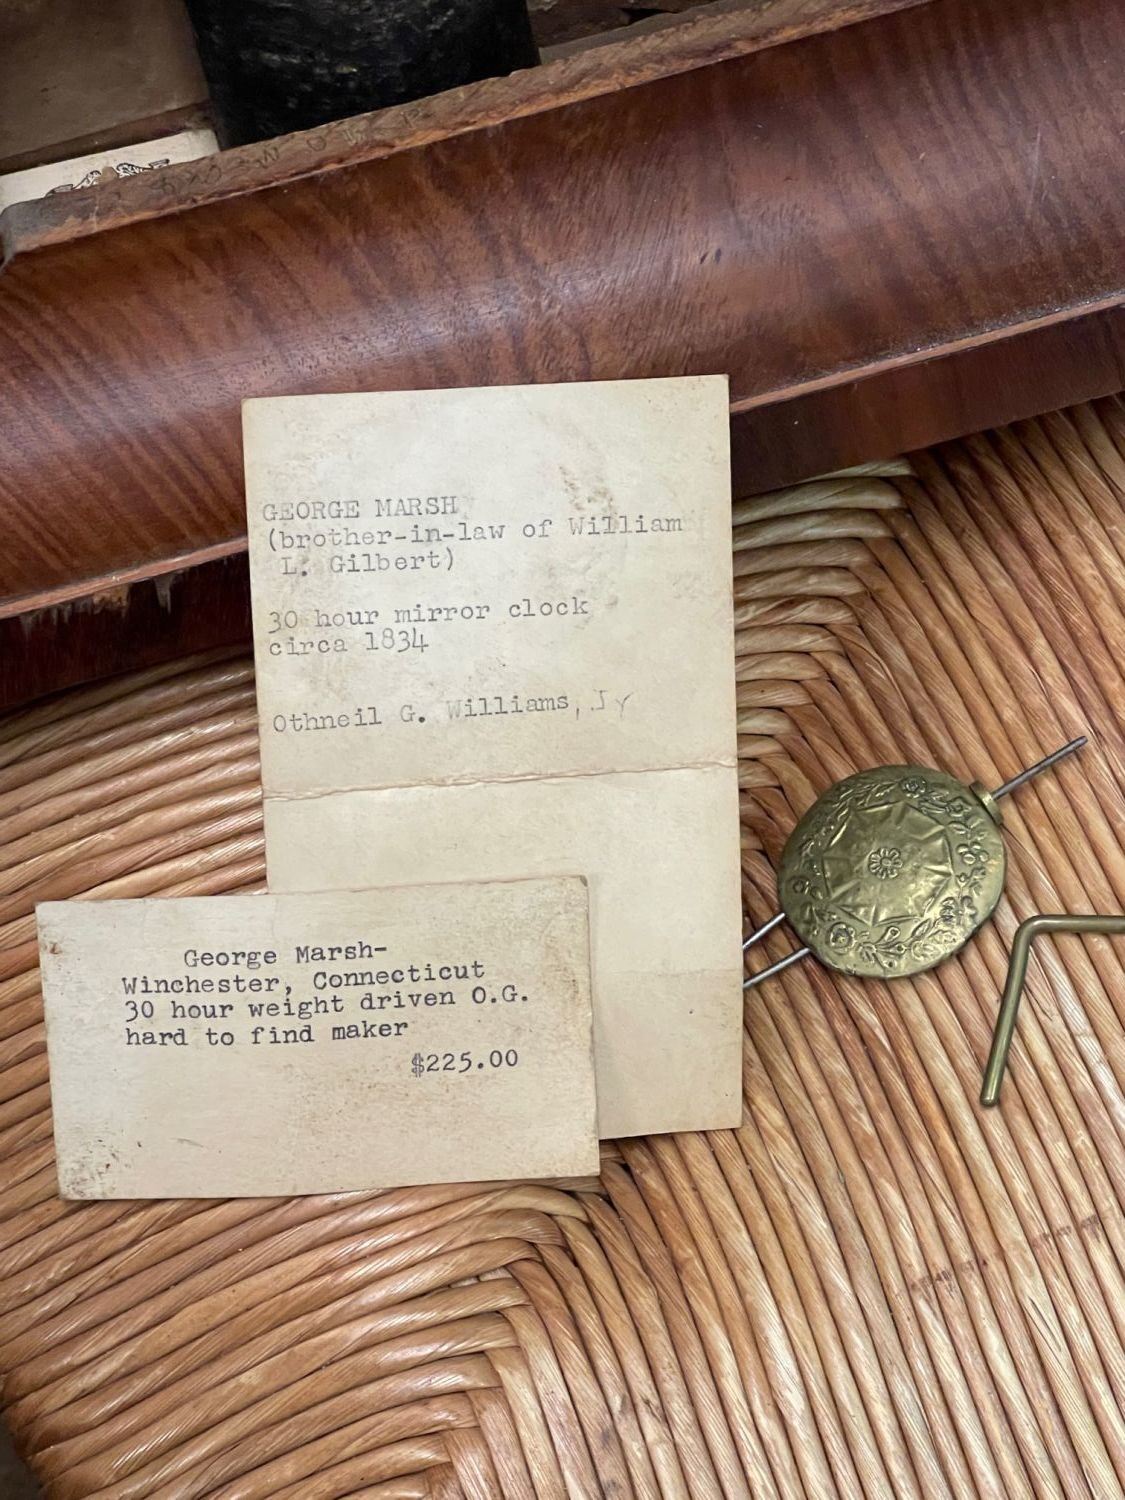 GEORGE MARSH
(brother-in-law of William
L. Gilbert)
30 hour mirror clock
circa 1834
Othneil G. Williams, Jr
George Marsh-
Winchester, Connecticut
30 hour weight driven O.G.
hard to find maker
$225.00